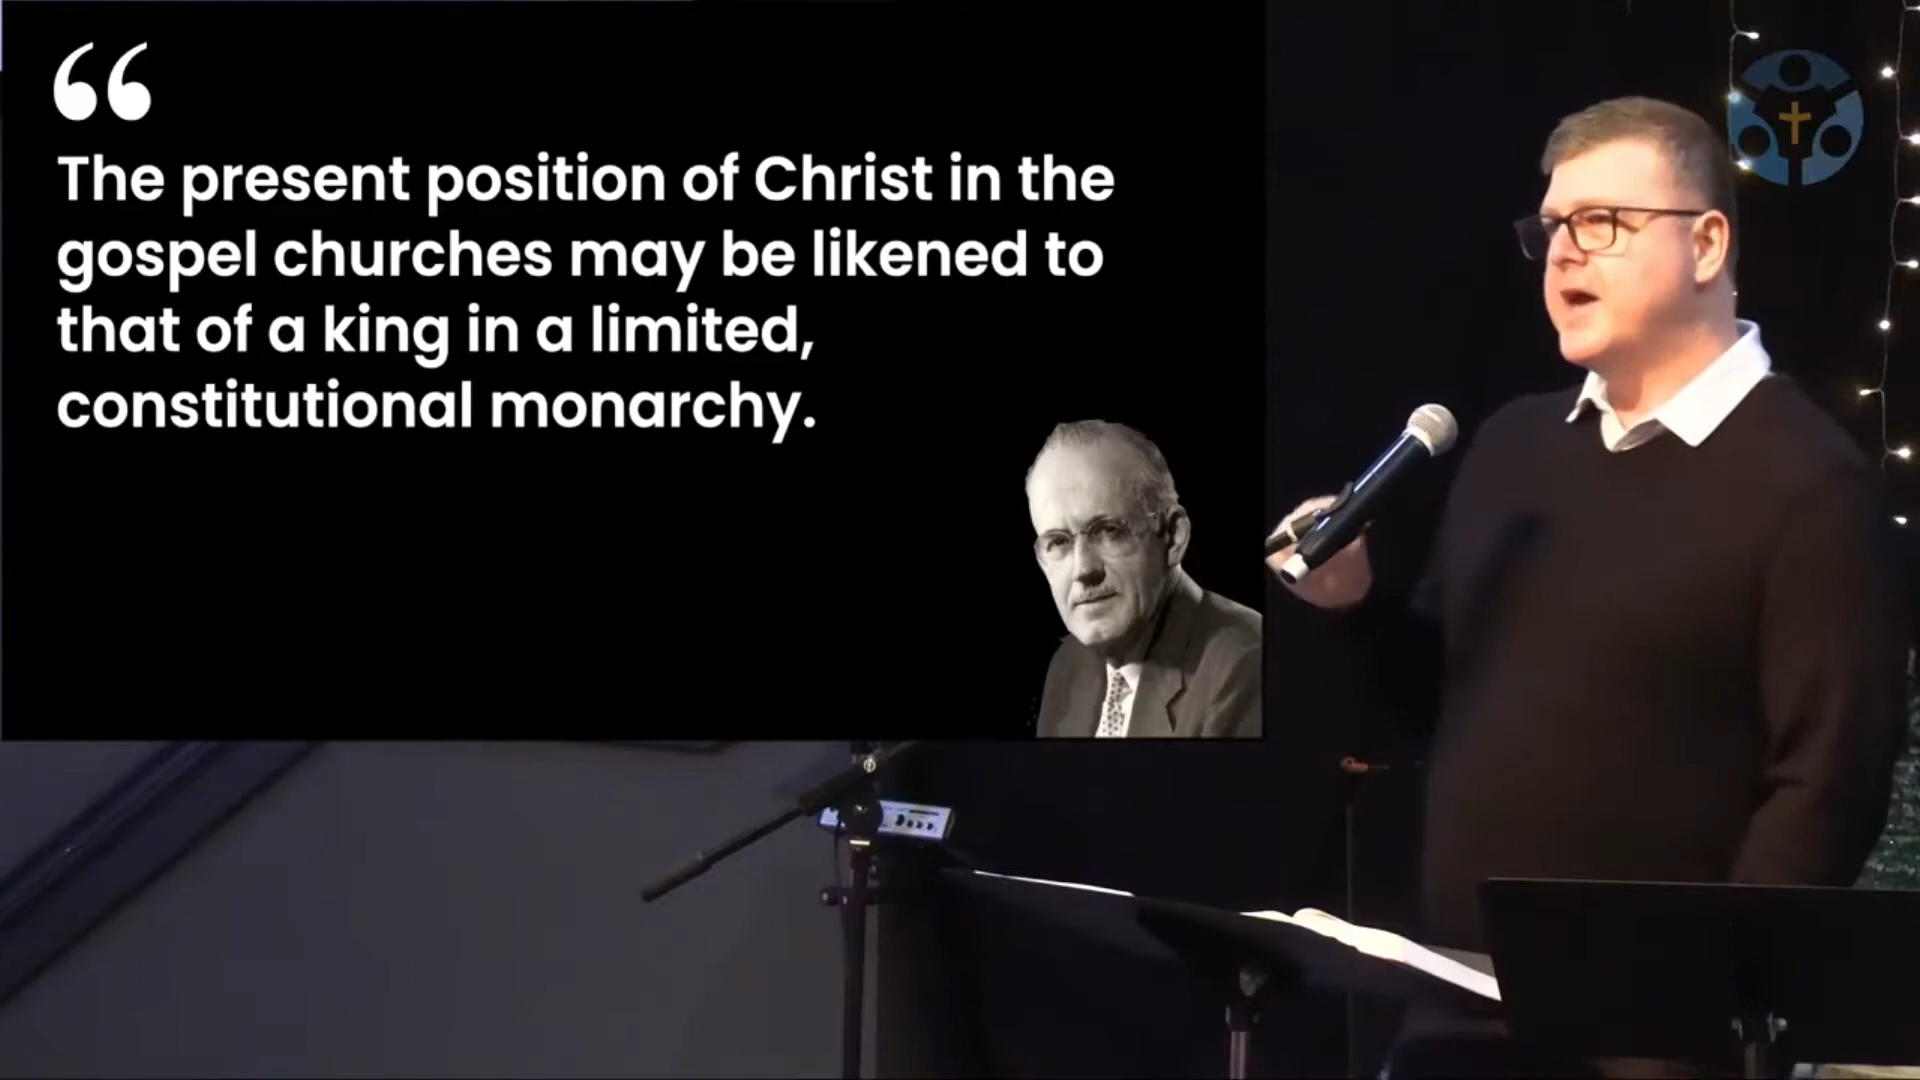 “
The present position of Christ in the
gospel churches may be likened to
that of a king in a limited,
constitutional monarchy.